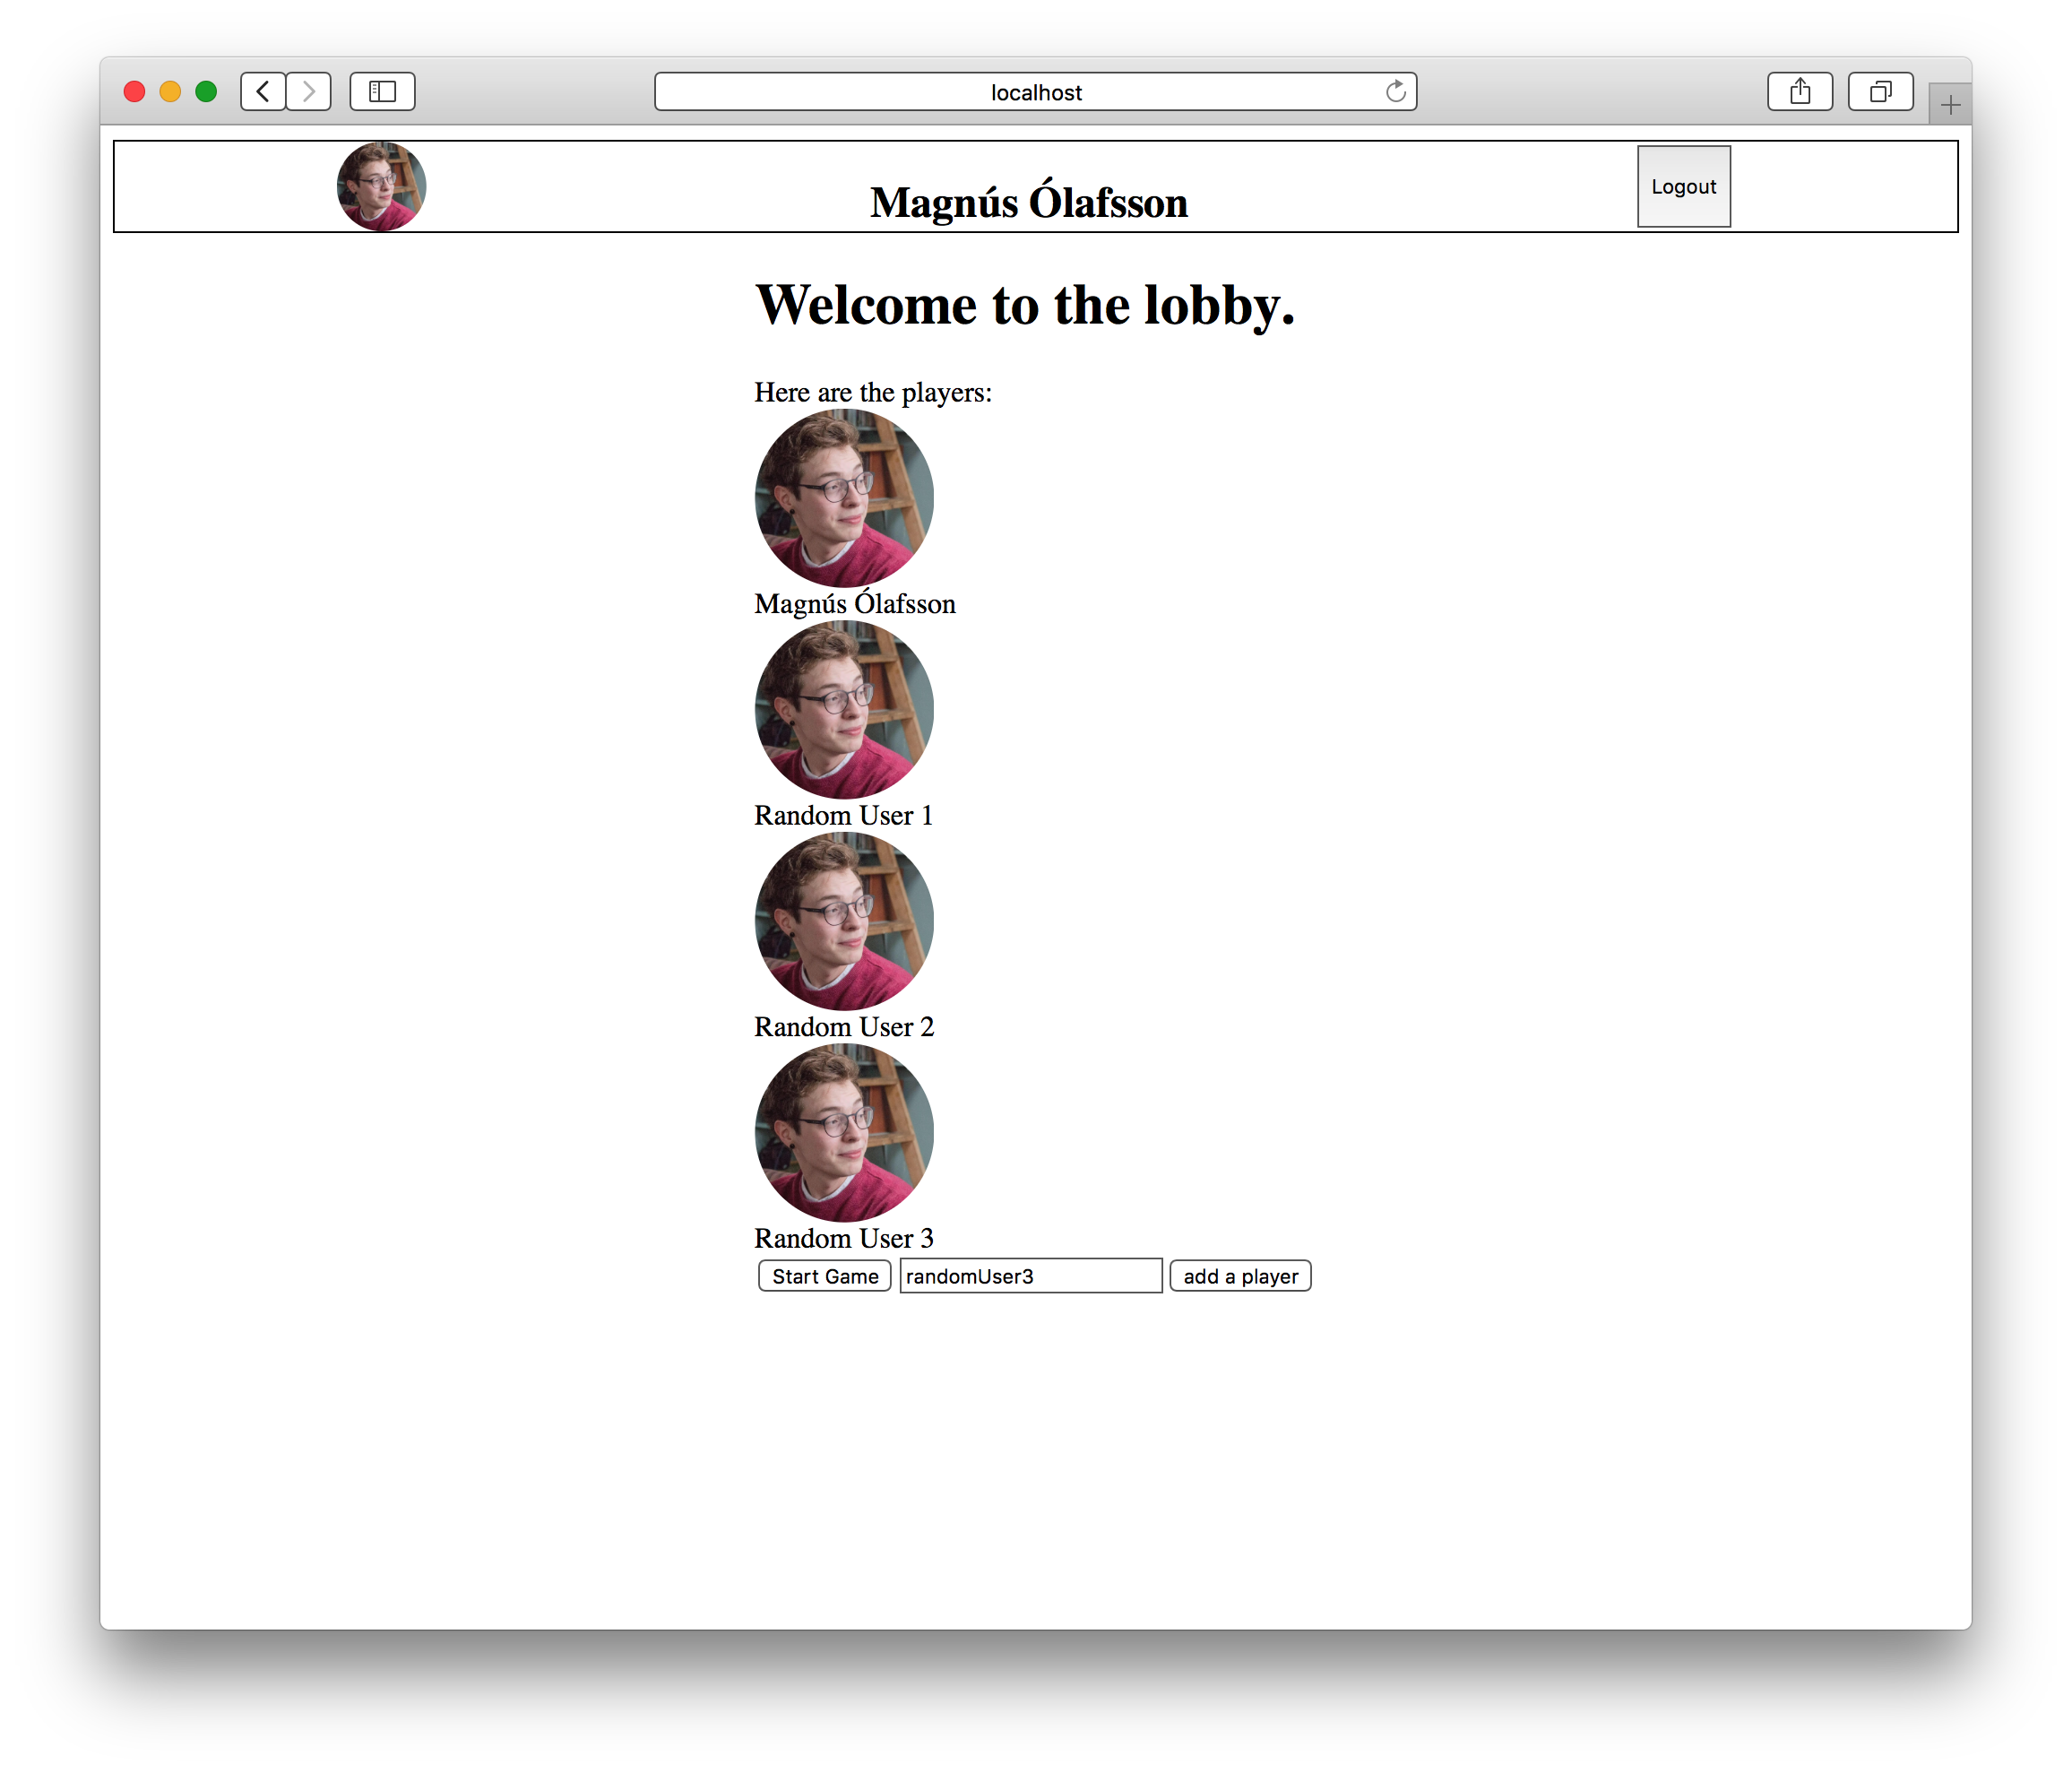 localhost
Magnús Ólafsson
Logout
Welcome to the lobby.
Here are the players:
Magnús Ólafsson
Random User 1
Random User 2
Random User 3
Start Game randomUser3 add a player